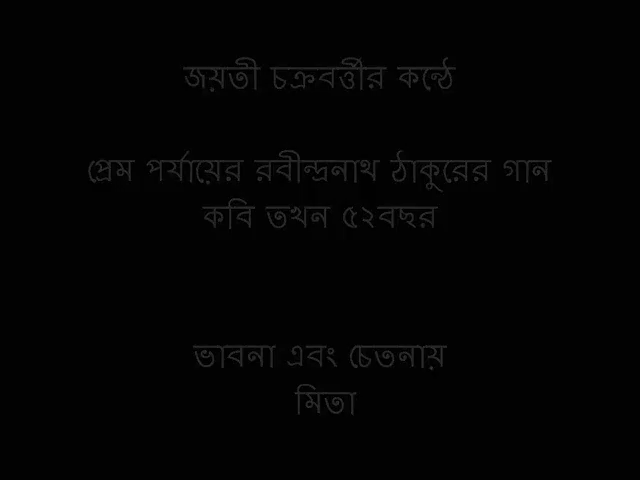 জয়তী চক্রবর্ত্তীর কন্ঠে
প্রেম পর্যায়ের রবীন্দ্রনাথ ঠাকুরের গান
কবি তখন ৫২বছর
ভাবনা এবং চেতনায়
মিতা